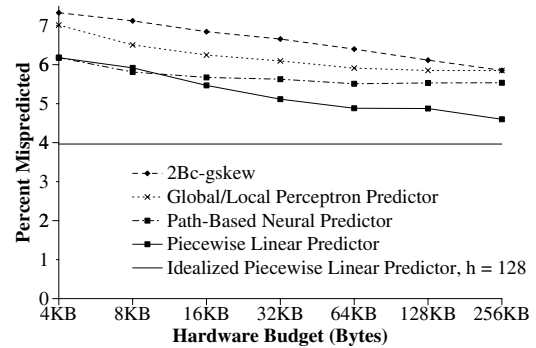 7
6
5
4
3
2
1
0
Percent Mispredicted
2Bc-gskew
Global/Local Perceptron Predictor
Path-Based Neural Predictor
Piecewise Linear Predictor
Idealized Piecewise Linear Predictor, h = 128
4KB 8KB 16KB 32KB 64KB 128KB 256KB
Hardware Budget (Bytes)